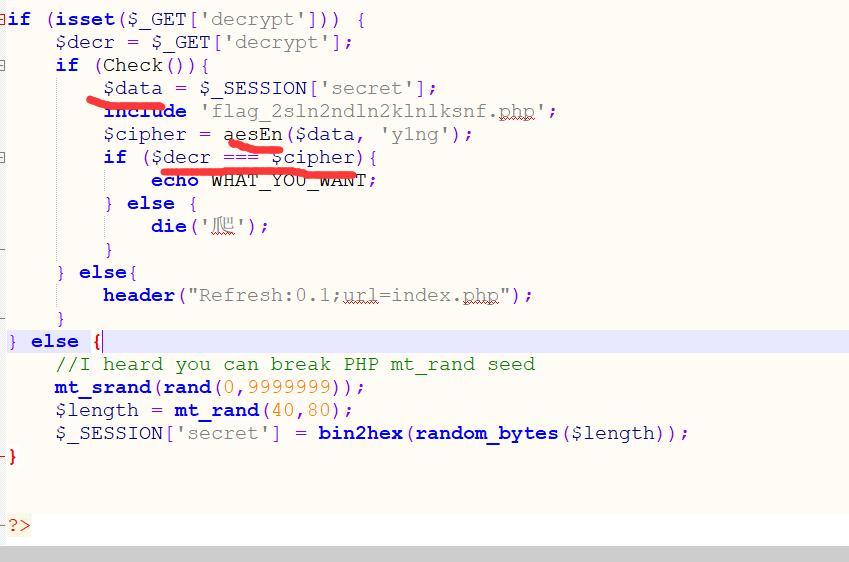 if (isset($_GET['decrypt'])) {
    $decr = $_GET['decrypt'];
    if (Check()){
        $data = $_SESSION['secret'];
        include 'flag_2sln2ndln2klnlksnf.php';
        $cipher = aesEn($data, 'y1ng');
        if ($decr === $cipher){
            echo WHAT_YOU_WANT;
        } else {
            die('爬');
        }
    } else{
        header("Refresh:0.1;url=index.php");
    }
} else {
    //I heard you can break PHP mt_rand seed
    mt_srand(rand(0,9999999));
    $length = mt_rand(40,80);
    $_SESSION['secret'] = bin2hex(random_bytes($length));
}
?>